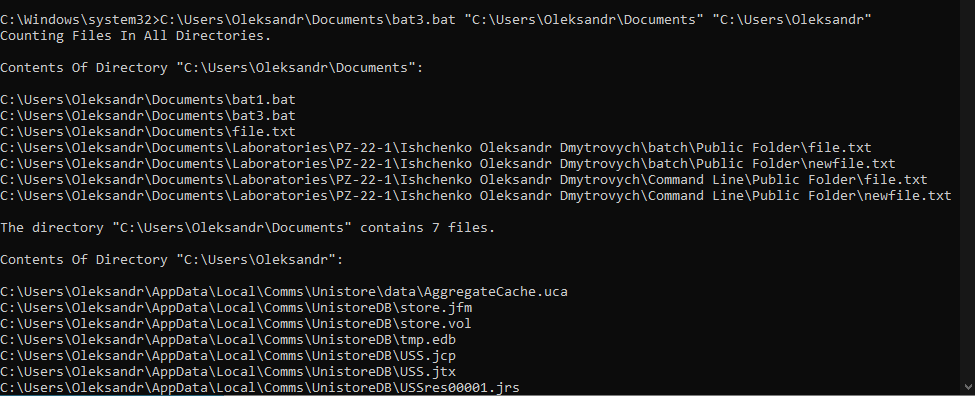 C:\Windows\system32>C:\Users\Oleksandr\Documents\bat3.bat "C:\Users\Oleksandr\Documents" "C:\Users\Oleksandr"
Counting Files In All Directories.
Contents Of Directory "C:\Users\Oleksandr\Documents":
C:\Users\Oleksandr\Documents\bat1.bat
C:\Users\Oleksandr\Documents\bat3.bat
C:\Users\Oleksandr\Documents\file.txt
C:\Users\Oleksandr\Documents\Laboratories\PZ-22-1\Ishchenko Oleksandr Dmytrovych\batch\Public Folder\file.txt
C:\Users\Oleksandr\Documents\Laboratories\PZ-22-1\Ishchenko Oleksandr Dmytrovych\batch\Public Folder\newfile.txt
C:\Users\Oleksandr\Documents\Laboratories\PZ-22-1\Ishchenko Oleksandr Dmytrovych\Command Line\Public Folder\file.txt
C:\Users\Oleksandr\Documents\Laboratories\PZ-22-1\Ishchenko Oleksandr Dmytrovych\Command Line\Public Folder\newfile.txt
The directory "C:\Users\Oleksandr\Documents" contains 7 files.
Contents Of Directory "C:\Users\Oleksandr":
C:\Users\Oleksandr\AppData\Local\Comms\Unistore\data\AggregateCache.uca
C:\Users\Oleksandr\AppData\Local\Comms\UnistoreDB\store.jfm
C:\Users\Oleksandr\AppData\Local\Comms\UnistoreDB\store.vol
C:\Users\Oleksandr\AppData\Local\Comms\UnistoreDB\tmp.edb
C:\Users\Oleksandr\AppData\Local\Comms\UnistoreDB\USS.jcp
C:\Users\Oleksandr\AppData\Local\Comms\UnistoreDB\USS.jtx
C:\Users\Oleksandr\AppData\Local\Comms\UnistoreDB\USSres00001.jrs